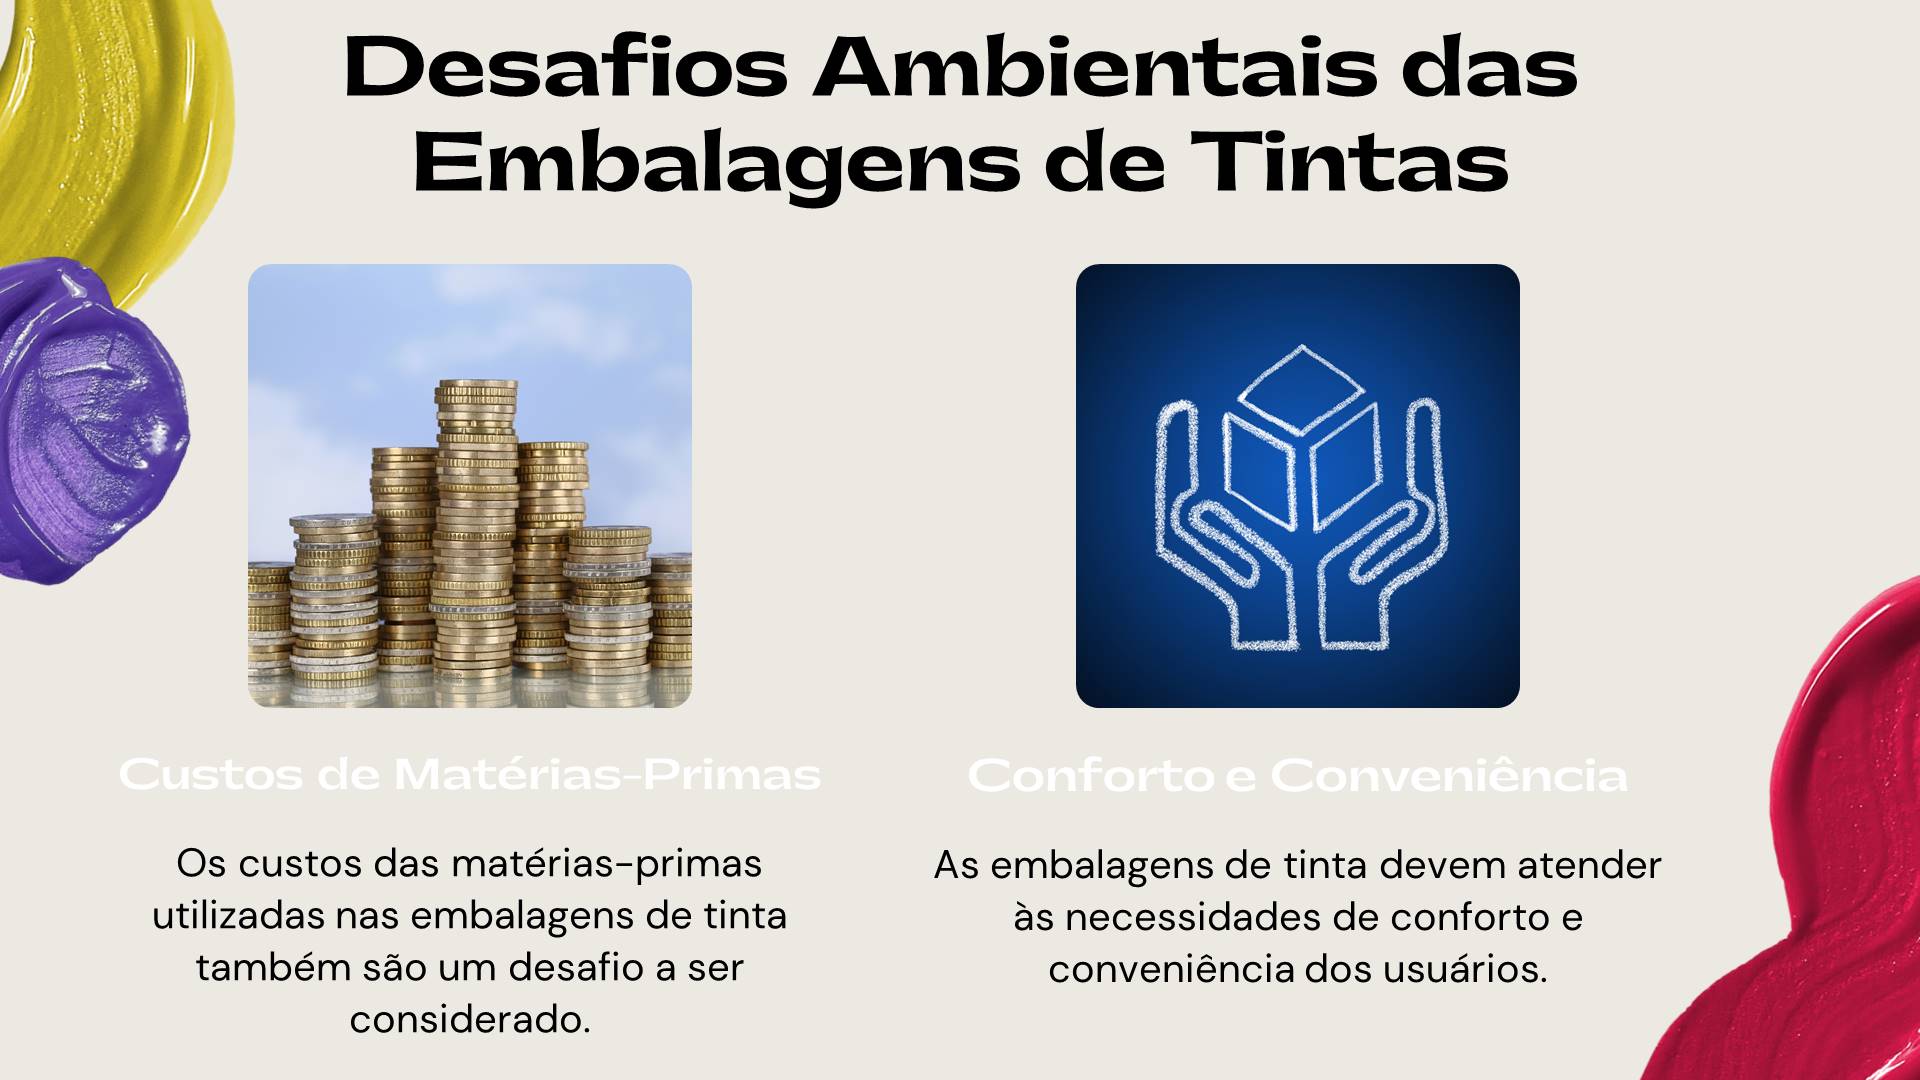 Desafios Ambientais das
Embalagens de Tintas
Custos de Matérias-Primas
Os custos das matérias-primas
utilizadas nas embalagens de tinta
também são um desafio a ser
considerado.
Conforto e Conveniência
As embalagens de tinta devem atender
às necessidades de conforto e
conveniência dos usuários.